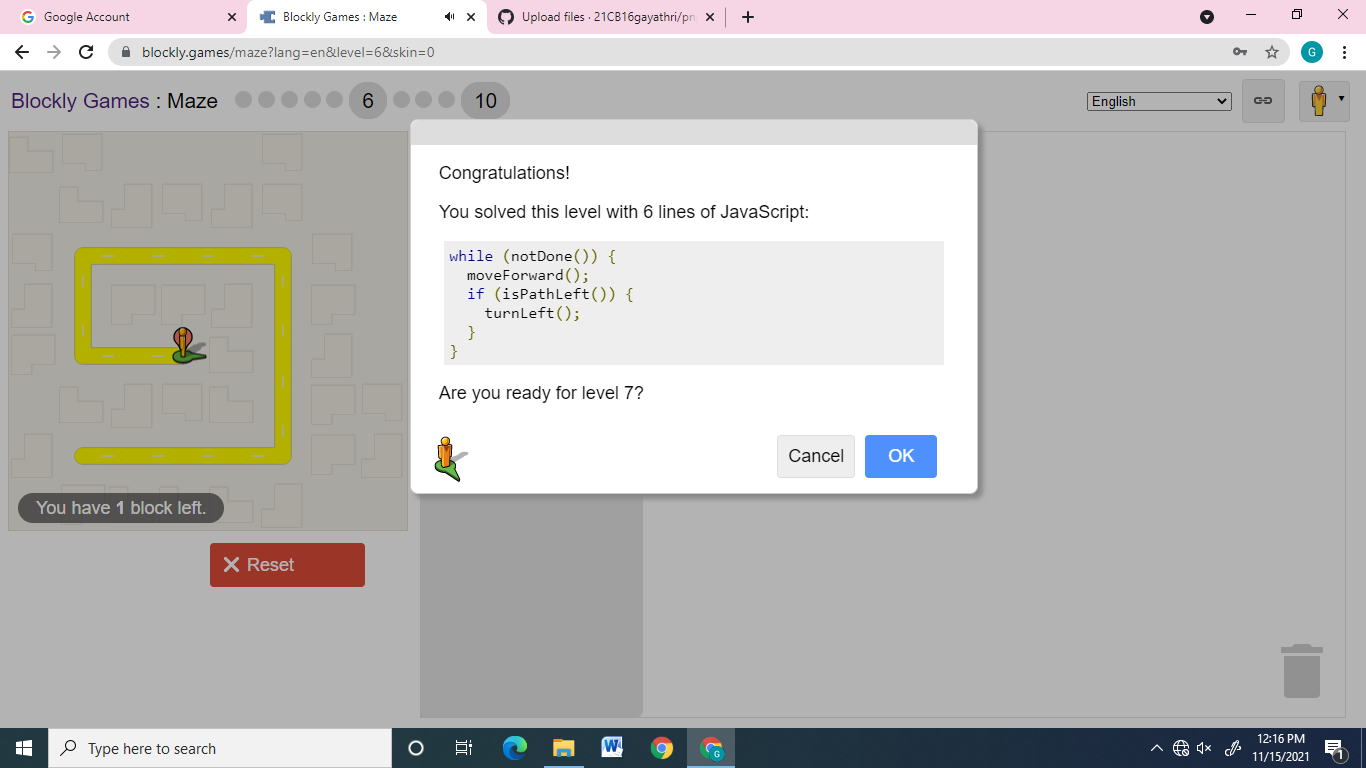 Google Account
Blockly Games : Maze
Upload files · 21CB16gayathri/pn
blockly.games/maze?lang=en&level=6&skin=0
G
Blockly Games : Maze
6
10
English
Congratulations!
You solved this level with 6 lines of JavaScript:
while (notDone()) {
  moveForward();
  if (isPathLeft()) {
    turnLeft();
  }
}
Are you ready for level 7?
Cancel
OK
You have 1 block left.
Reset
Type here to search
12:16 PM
11/15/2021
1